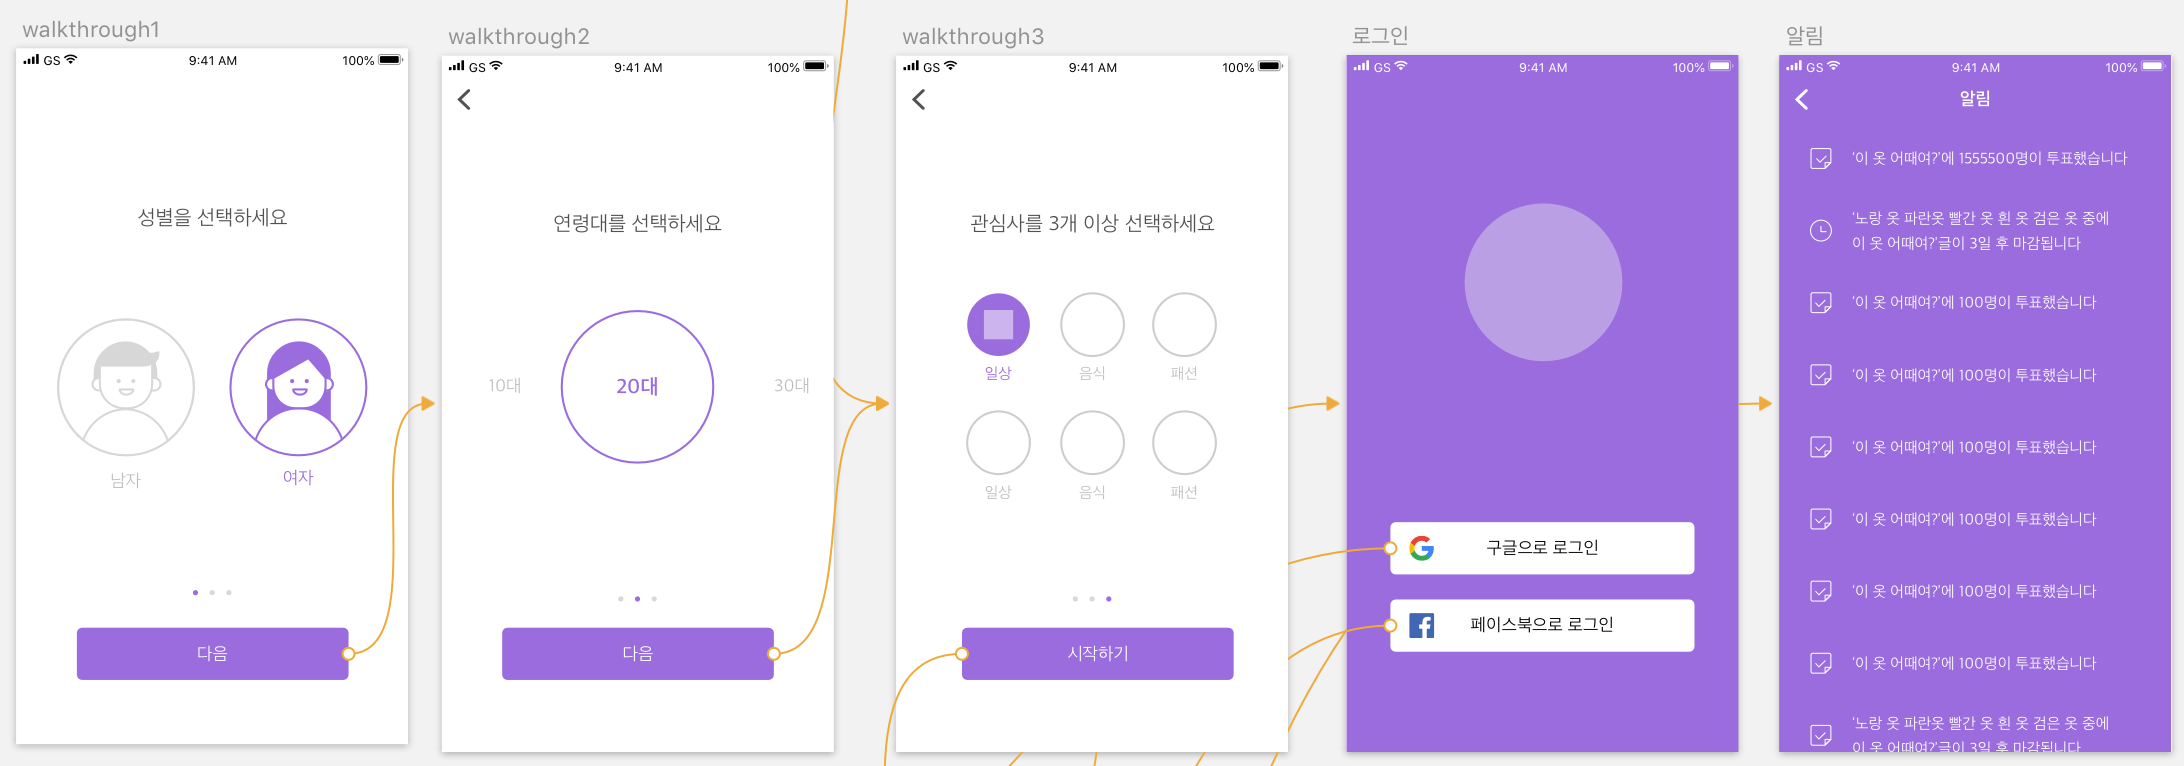 walkthrough1
GS 9:41 AM 100%
성별을 선택하세요
남자
여자
다음
walkthrough2
GS 9:41 AM 100%
연령대를 선택하세요
10대
20대
30대
다음
walkthrough3
GS 9:41 AM 100%
관심사를 3개 이상 선택하세요
일상 음식 패션
일상 음식 패션
시작하기
로그인
GS 9:41 AM 100%
구글으로 로그인
페이스북으로 로그인
알림
GS 9:41 AM 100%
알림
‘이 옷 어때여?’에 1555500명이 투표했습니다
‘노랑 옷 파란옷 빨간 옷 흰 옷 검은 옷 중에
이 옷 어때여?’글이 3일 후 마감됩니다
‘이 옷 어때여?’에 100명이 투표했습니다
‘이 옷 어때여?’에 100명이 투표했습니다
‘이 옷 어때여?’에 100명이 투표했습니다
‘이 옷 어때여?’에 100명이 투표했습니다
‘이 옷 어때여?’에 100명이 투표했습니다
‘이 옷 어때여?’에 100명이 투표했습니다
‘노랑 옷 파란옷 빨간 옷 흰 옷 검은 옷 중에
이 옷 어때여?’글이 3일 후 마감됩니다